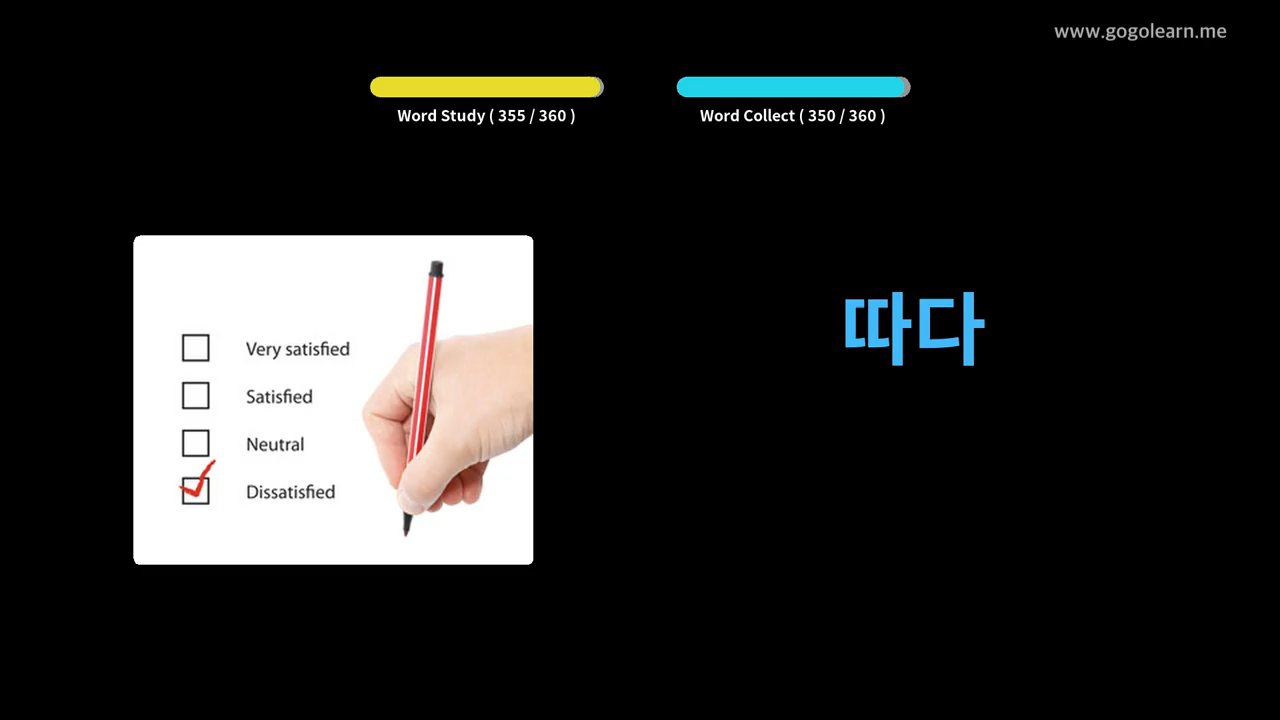 www.gogolearn.me
Word Study ( 355 / 360 )
Word Collect ( 350 / 360 )
Very satisfied
Satisfied
Neutral
Dissatisfied
따다